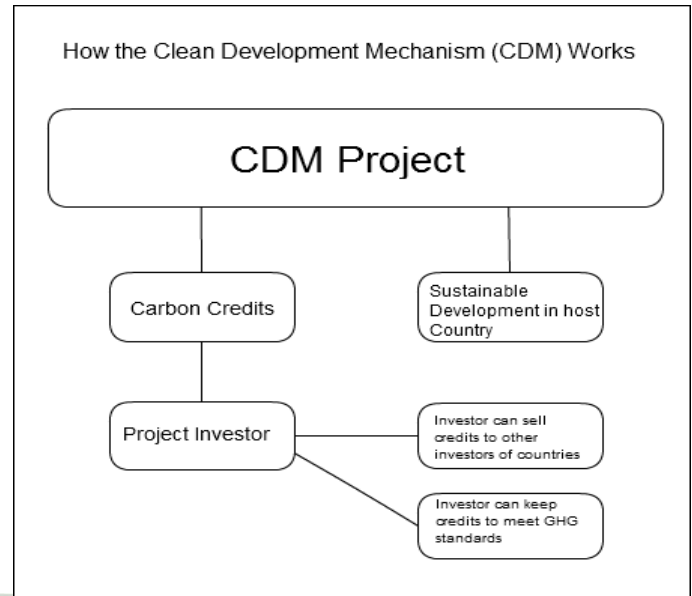 How the Clean Development Mechanism (CDM) Works
CDM Project
Carbon Credits
Sustainable
Development in host
Country
Project Investor
Investor can sell
credits to other
investors of countries
Investor can keep
credits to meet GHG
standards